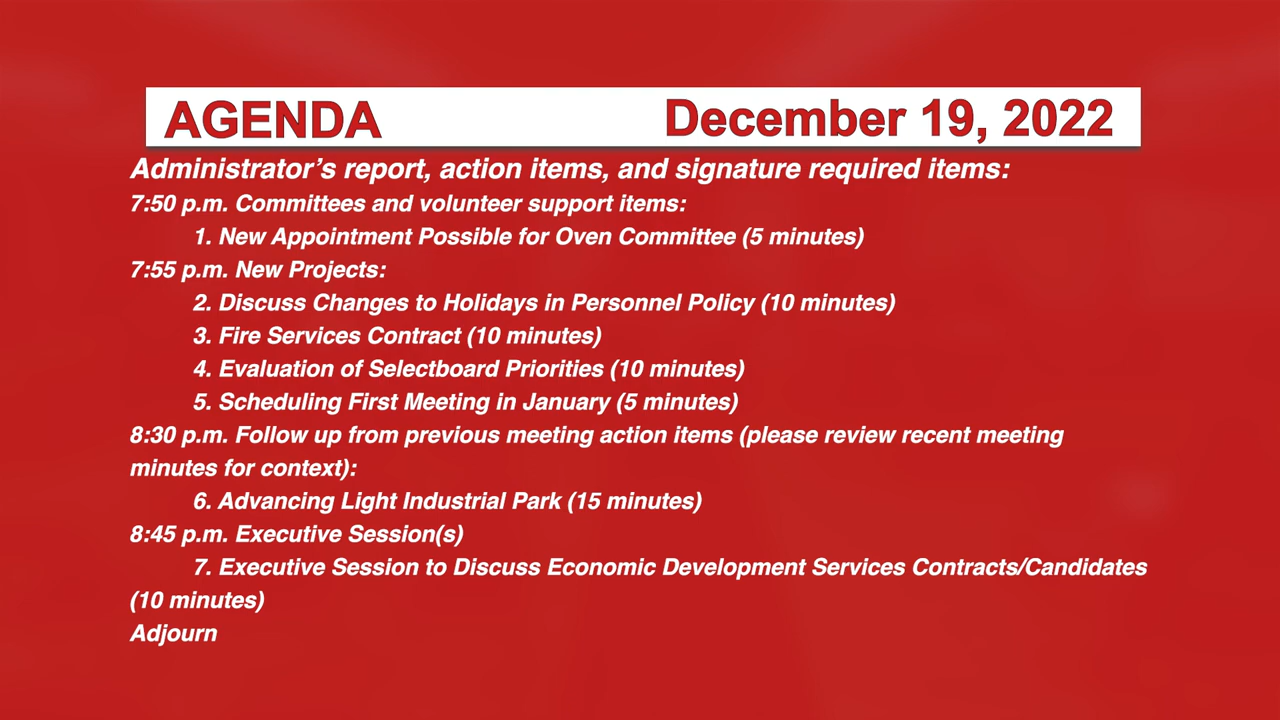 AGENDA December 19, 2022
Administrator’s report, action items, and signature required items:
7:50 p.m. Committees and volunteer support items:
1. New Appointment Possible for Oven Committee (5 minutes)
7:55 p.m. New Projects:
2. Discuss Changes to Holidays in Personnel Policy (10 minutes)
3. Fire Services Contract (10 minutes)
4. Evaluation of Selectboard Priorities (10 minutes)
5. Scheduling First Meeting in January (5 minutes)
8:30 p.m. Follow up from previous meeting action items (please review recent meeting
minutes for context):
6. Advancing Light Industrial Park (15 minutes)
8:45 p.m. Executive Session(s)
7. Executive Session to Discuss Economic Development Services Contracts/Candidates
(10 minutes)
Adjourn